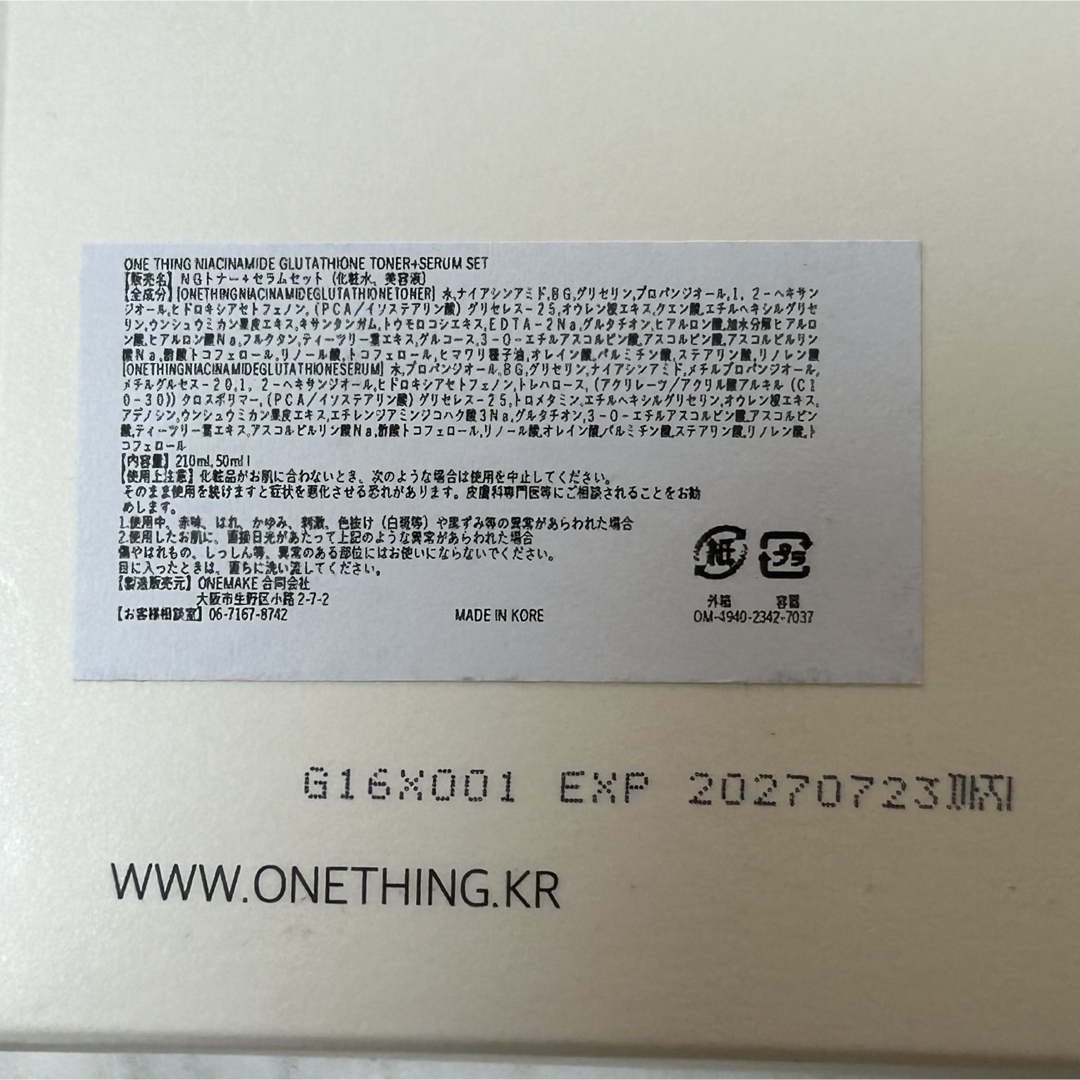 ONE THING NIACINAMIDE GLUTATHIONE TONER+SERUM SET
【販売名】NGトナー+セラムセット (化粧水、美容液)
【全成分】[ONETHINGNIACINAMIDEGLUTATHIONETONER] 水,ナイアシンアミド,BG,グリセリン,プロパンジオール,1,2-ヘキサン
ジオール,ヒドロキシアセトフェノン,(PCA/イソステアリン酸)グリセレス-25,オウレン根エキス,クエン酸,エチルヘキシルグリセ
リン,ウンシュウミカン果皮エキス,キサンタンガム,トウモロコシエキス,EDTA-2Na,グルタチオン,ヒアルロン酸,加水分解ヒアルロ
ン酸,ヒアルロン酸Na,フルクタン,ティーツリー葉エキス,グルコース,3-O-エチルアスコルビン酸,アスコルビン酸,アスコルビルリン
酸Na,酢酸トコフェロール,リノール酸,トコフェロール,ヒマワリ種子油,オレイン酸,パルミチン酸,ステアリン酸,リノレン酸
[ONETHINGNIACINAMIDEGLUTATHIONESERUM] 水,プロパンジオール,BG,グリセリン,ナイアシンアミド,メチルプロパンジオール,
メチルグルセス-20,1,2-ヘキサンジオール,ヒドロキシアセトフェノン,トレハロース,(アクリレーツ/アクリル酸アルキル(C10
-30))クロスポリマー,(PCA/イソステアリン酸)グリセレス-25,トロメタミン,エチルヘキシルグリセリン,オウレン根エキス,
アデノシン,ウンシュウミカン果皮エキス,エチレンジアミンジコハク酸3Na,グルタチオン,3-O-エチルアスコルビン酸,アスコルビン
酸,ティーツリー葉エキス,アスコルビルリン酸Na,酢酸トコフェロール,リノール酸,オレイン酸,パルミチン酸,ステアリン酸,リノレン酸,ト
コフェロール
【内容量】210ml,50ml
【使用上注意】化粧品がお肌に合わないとき、次のような場合は使用を中止してください。
そのまま使用を続けますと症状を悪化させる恐れがあります。皮膚科専門医等にご相談されることをお勧
めします。
1.使用中、赤味、はれ、かゆみ、刺激、色抜け(白斑等)や黒ずみ等の異常があらわれた場合
2.使用したお肌に、直接日光があたって上記のような異常があらわれた場合
傷やはれもの、しっしん等、異常のある部位にはお使いにならないでください。
目に入ったときは、直ちに洗い流してください。
【製造販売元】ONEMAKE 合同会社
大阪市生野区小路 2-7-2
【お客様相談室】06-7167-8742
MADE IN KORE
紙 プラ
外箱 容器
OM-4940-2342-7037
G16X001 EXP 20270723까지
WWW.ONETHING.KR